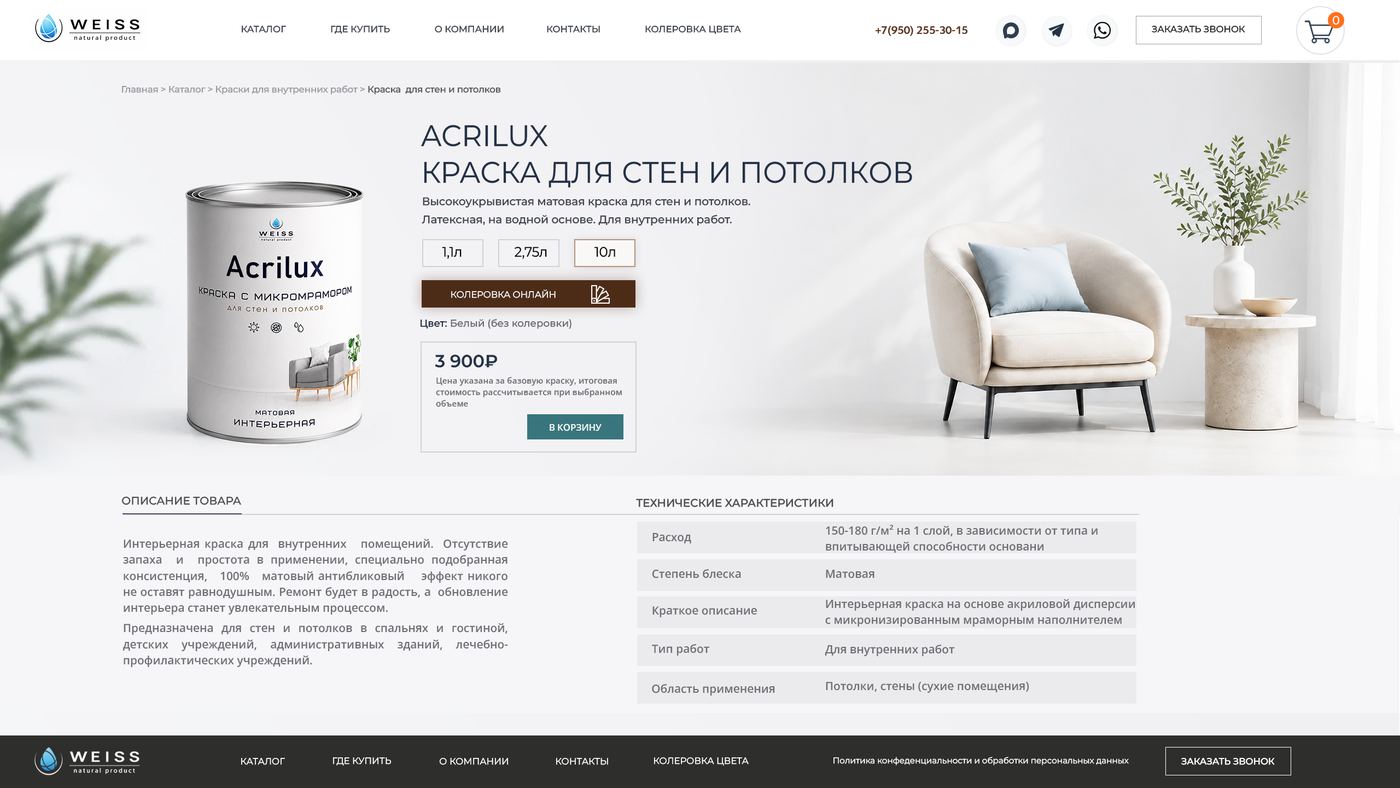 WEISS
natural product
КАТАЛОГ
ГДЕ КУПИТЬ
О КОМПАНИИ
КОНТАКТЫ
КОЛЕРОВКА ЦВЕТА
+7(950) 255-30-15
ЗАКАЗАТЬ ЗВОНОК
0
Главная > Каталог > Краски для внутренних работ > Краска для стен и потолков
ACRILUX
КРАСКА ДЛЯ СТЕН И ПОТОЛКОВ
Высокоукрывистая матовая краска для стен и потолков.
Латексная, на водной основе. Для внутренних работ.
1,1л
2,75л
10л
КОЛЕРОВКА ОНЛАЙН
Цвет: Белый (без колеровки)
3 900₽
Цена указана за базовую краску, итоговая
стоимость рассчитывается при выбранном
объеме
В КОРЗИНУ
WEISS
natural product
Acrilux
КРАСКА С МИКРОМРАМОРОМ
ДЛЯ СТЕН И ПОТОЛКОВ
МАТОВАЯ
ИНТЕРЬЕРНАЯ
ОПИСАНИЕ ТОВАРА
Интерьерная краска для внутренних помещений. Отсутствие
запаха и простота в применении, специально подобранная
консистенция, 100% матовый антибликовый эффект никого
не оставят равнодушным. Ремонт будет в радость, а обновление
интерьера станет увлекательным процессом.
Предназначена для стен и потолков в спальнях и гостиной,
детских учреждений, административных зданий, лечебно-
профилактических учреждений.
ТЕХНИЧЕСКИЕ ХАРАКТЕРИСТИКИ
Расход
150-180 г/м² на 1 слой, в зависимости от типа и
впитывающей способности основани
Степень блеска
Матовая
Краткое описание
Интерьерная краска на основе акриловой дисперсии
с микронизированным мраморным наполнителем
Тип работ
Для внутренних работ
Область применения
Потолки, стены (сухие помещения)
WEISS
natural product
КАТАЛОГ
ГДЕ КУПИТЬ
О КОМПАНИИ
КОНТАКТЫ
КОЛЕРОВКА ЦВЕТА
Политика конфеденциальности и обработки персональных данных
ЗАКАЗАТЬ ЗВОНОК